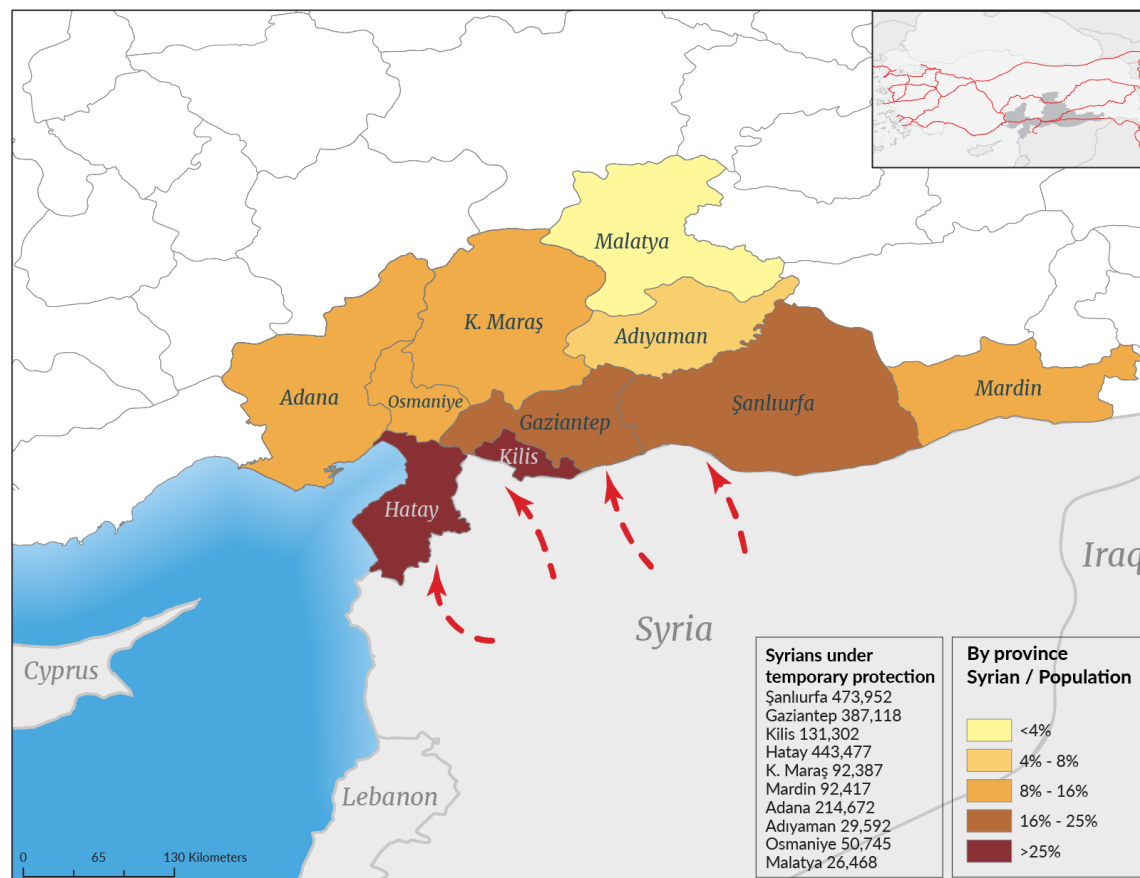 Malatya
K. Maraş
Adıyaman
Adana
Osmaniye
Gaziantep
Şanlıurfa
Mardin
Kilis
Hatay
Iraq
Syria
Cyprus
Lebanon
0 65 130 Kilometers
Syrians under
temporary protection
Şanlıurfa 473,952
Gaziantep 387,118
Kilis 131,302
Hatay 443,477
K. Maraş 92,387
Mardin 92,417
Adana 214,672
Adıyaman 29,592
Osmaniye 50,745
Malatya 26,468
By province
Syrian / Population
<4%
4% - 8%
8% - 16%
16% - 25%
>25%